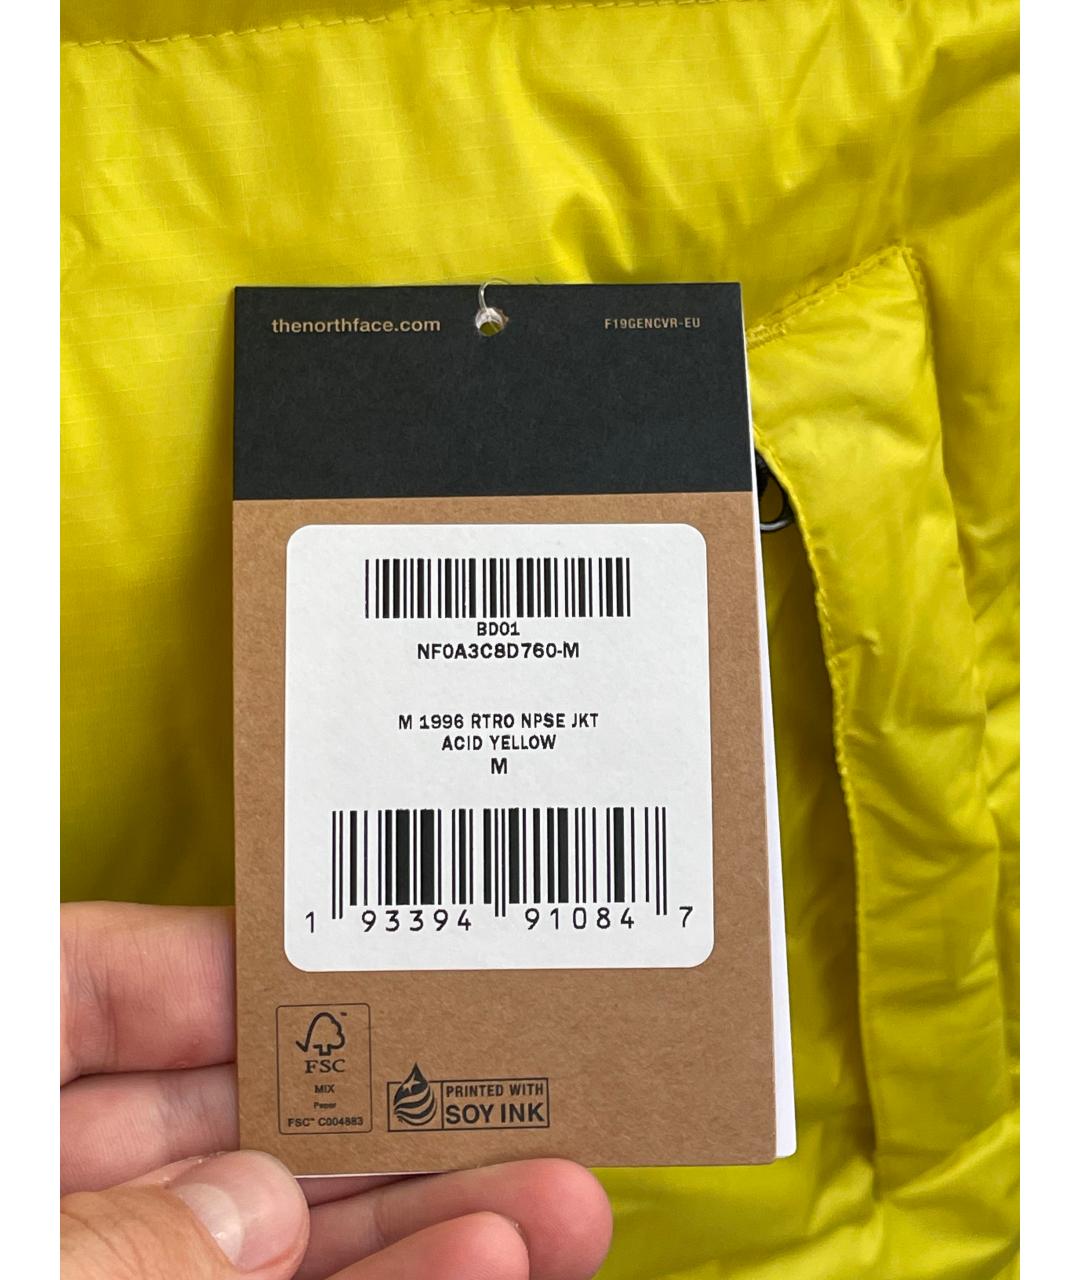 thenorthface.com
F19GENCVR-EU
BD01
NF0A3C8D760-M
M 1996 RTRO NPSE JKT
ACID YELLOW
M
1 93394 91084 7
FSC
MIX
Paper
FSC™ C004883
PRINTED WITH
SOY INK